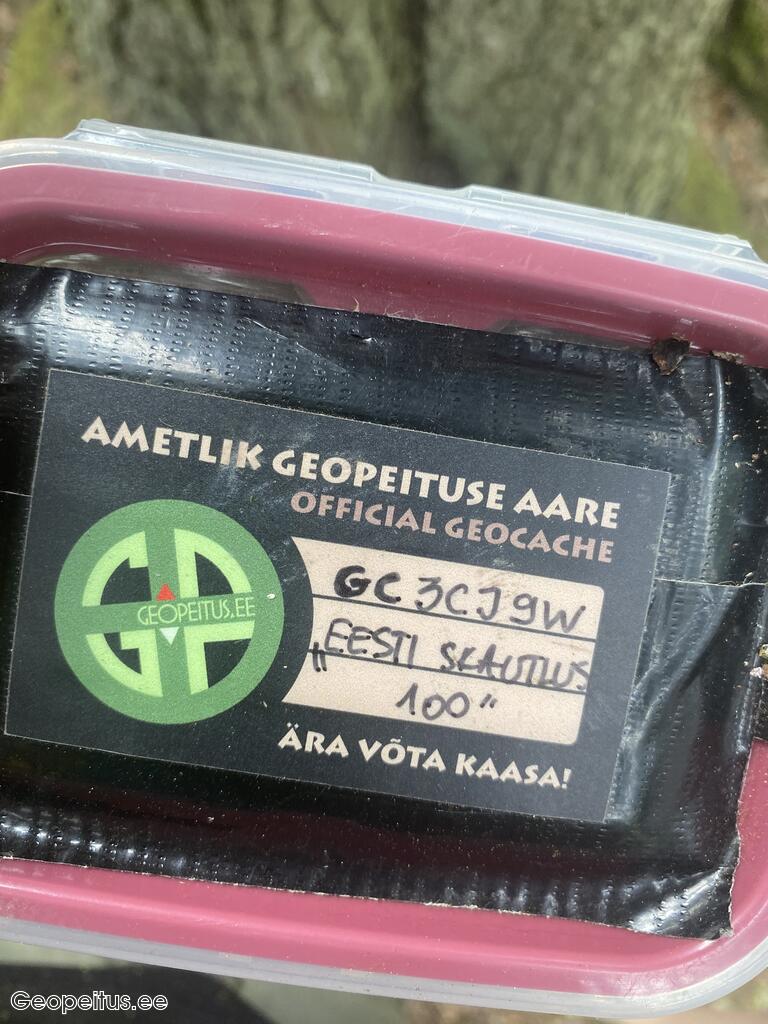 AMETLIK GEOPEITUSE AARE
OFFICIAL GEOCACHE
GEOPEITUS.EE
GC3CJ9W
„EESTI SKAUTLUS
100"
ÄRA VÕTA KAASA!
Geopeitus.ee